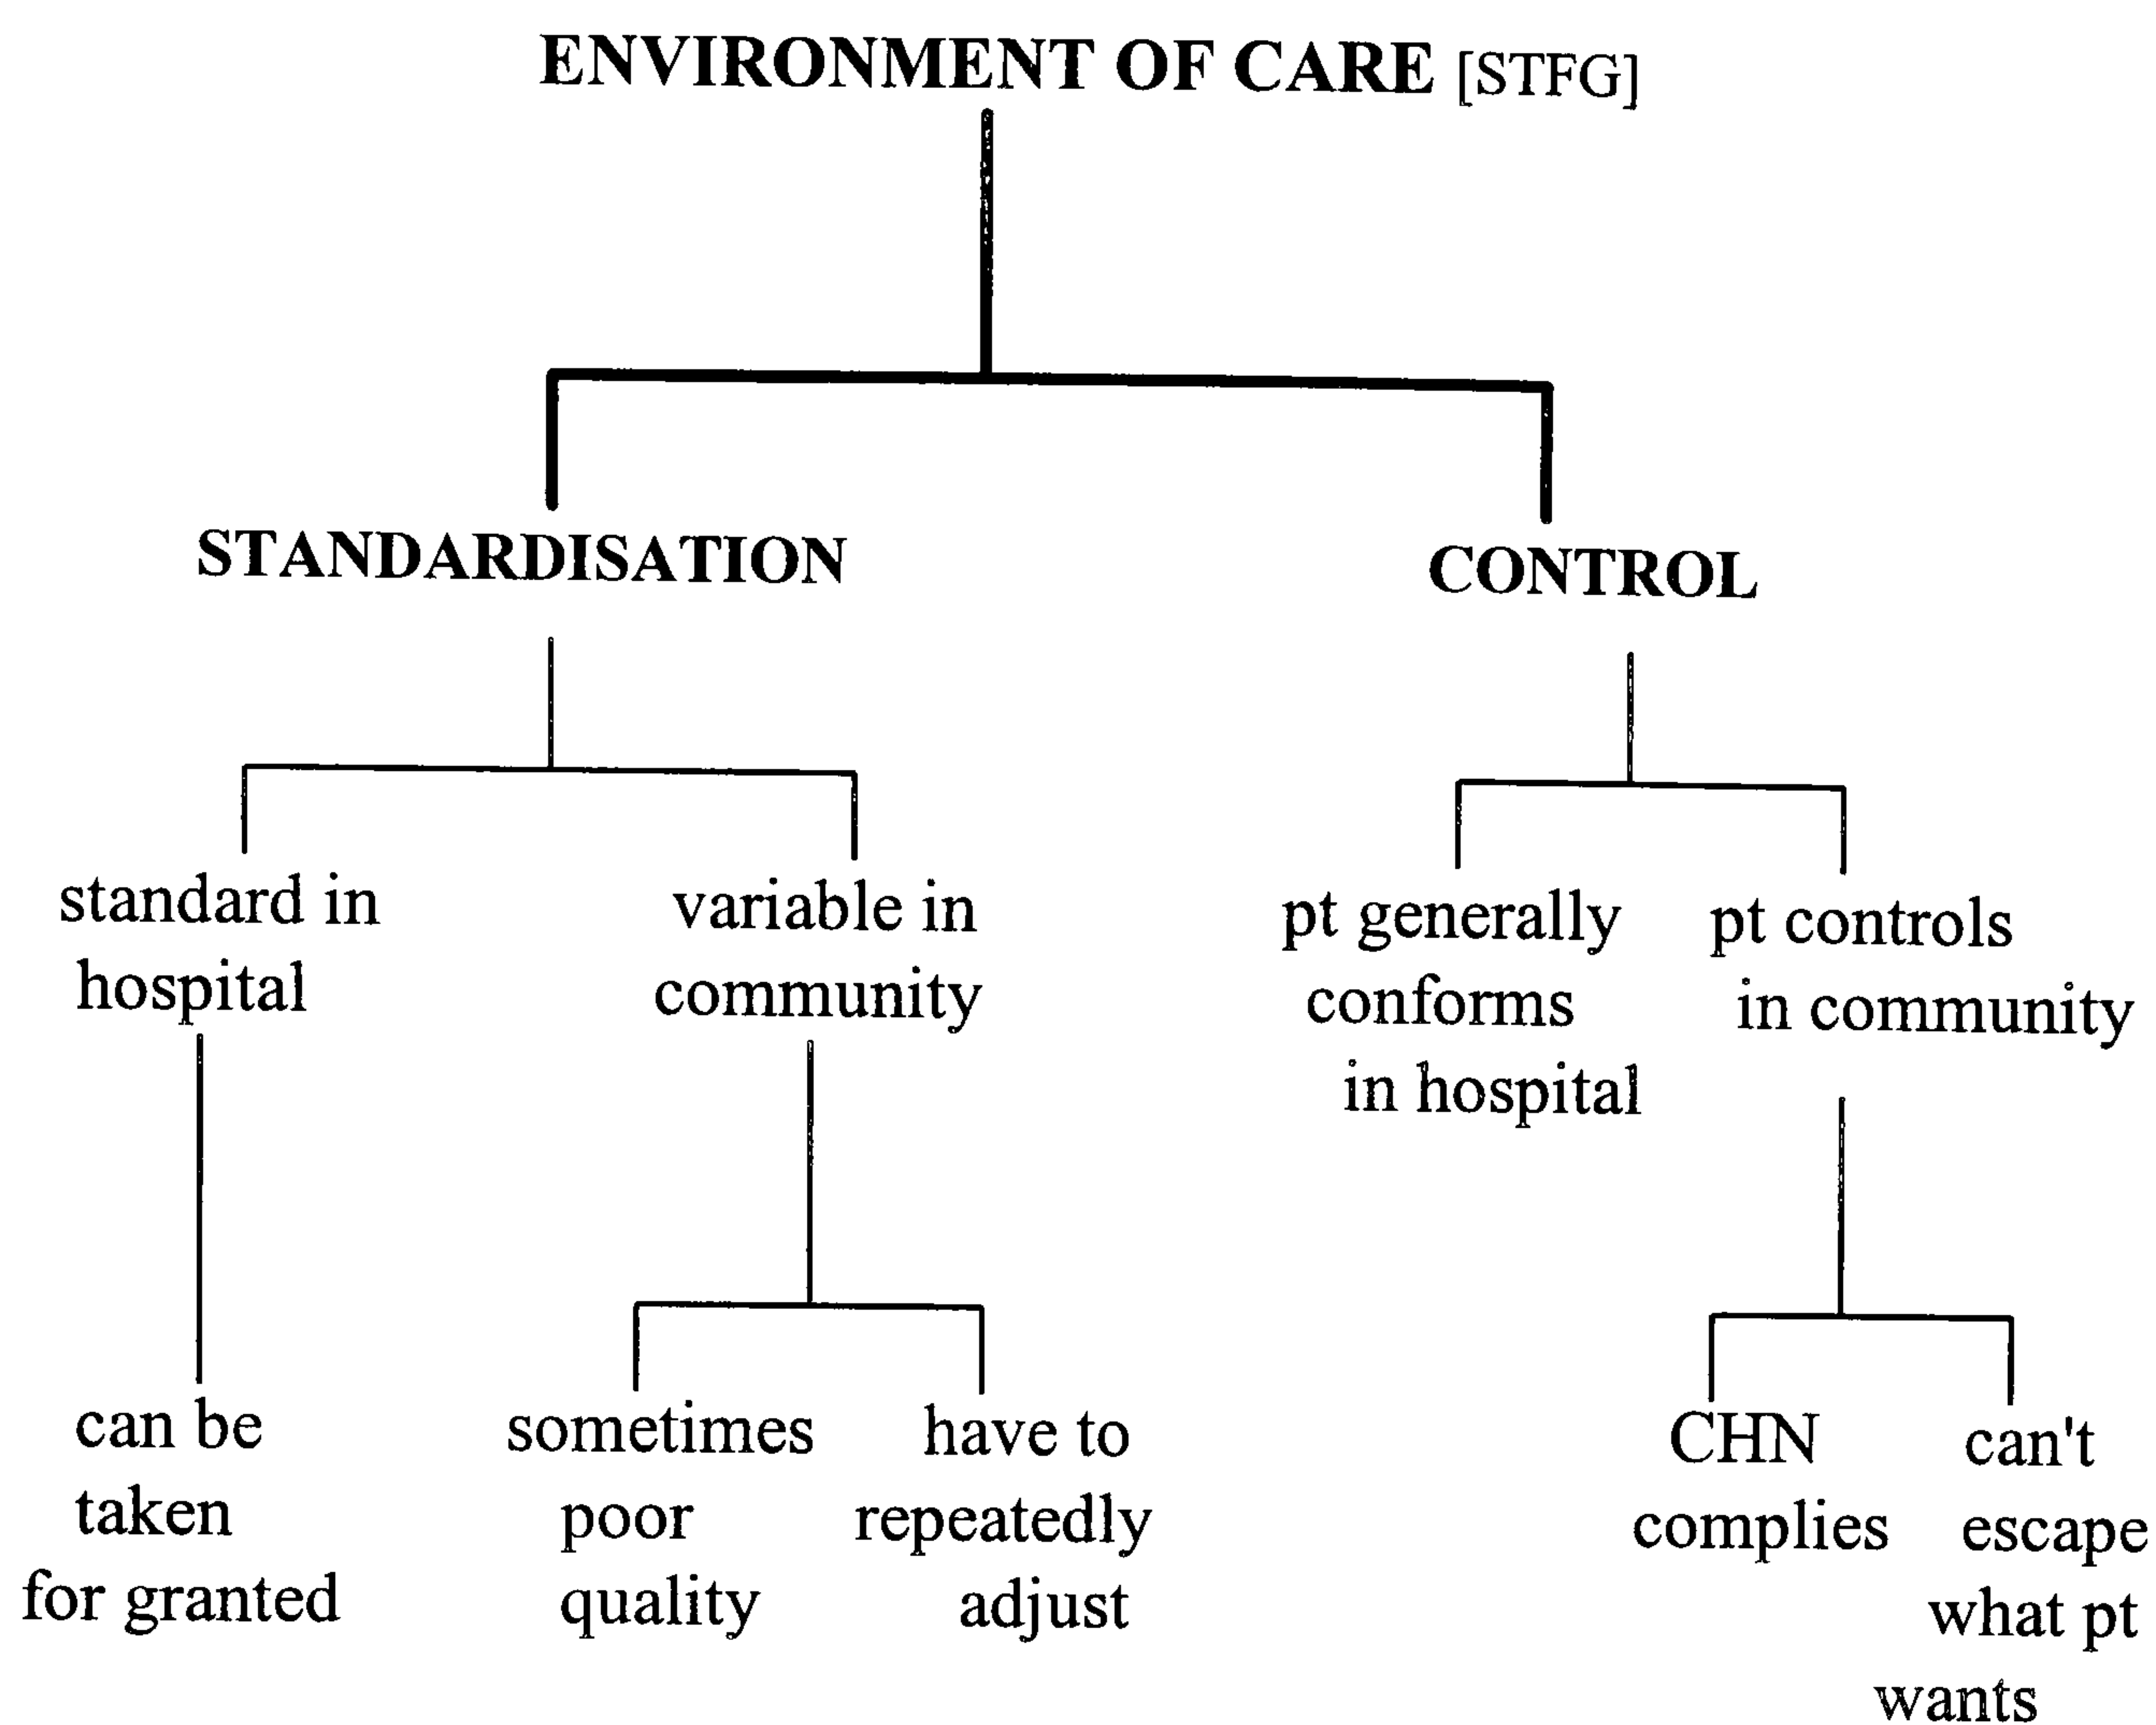 ENVIRONMENT OF CARE [STFG]
STANDARDISATION
CONTROL
standard in
hospital
variable in
community
pt generally
conforms
in hospital
pt controls
in community
can be
taken
for granted
sometimes
poor
quality
have to
repeatedly
adjust
CHN
complies
can't
escape
what pt
wants